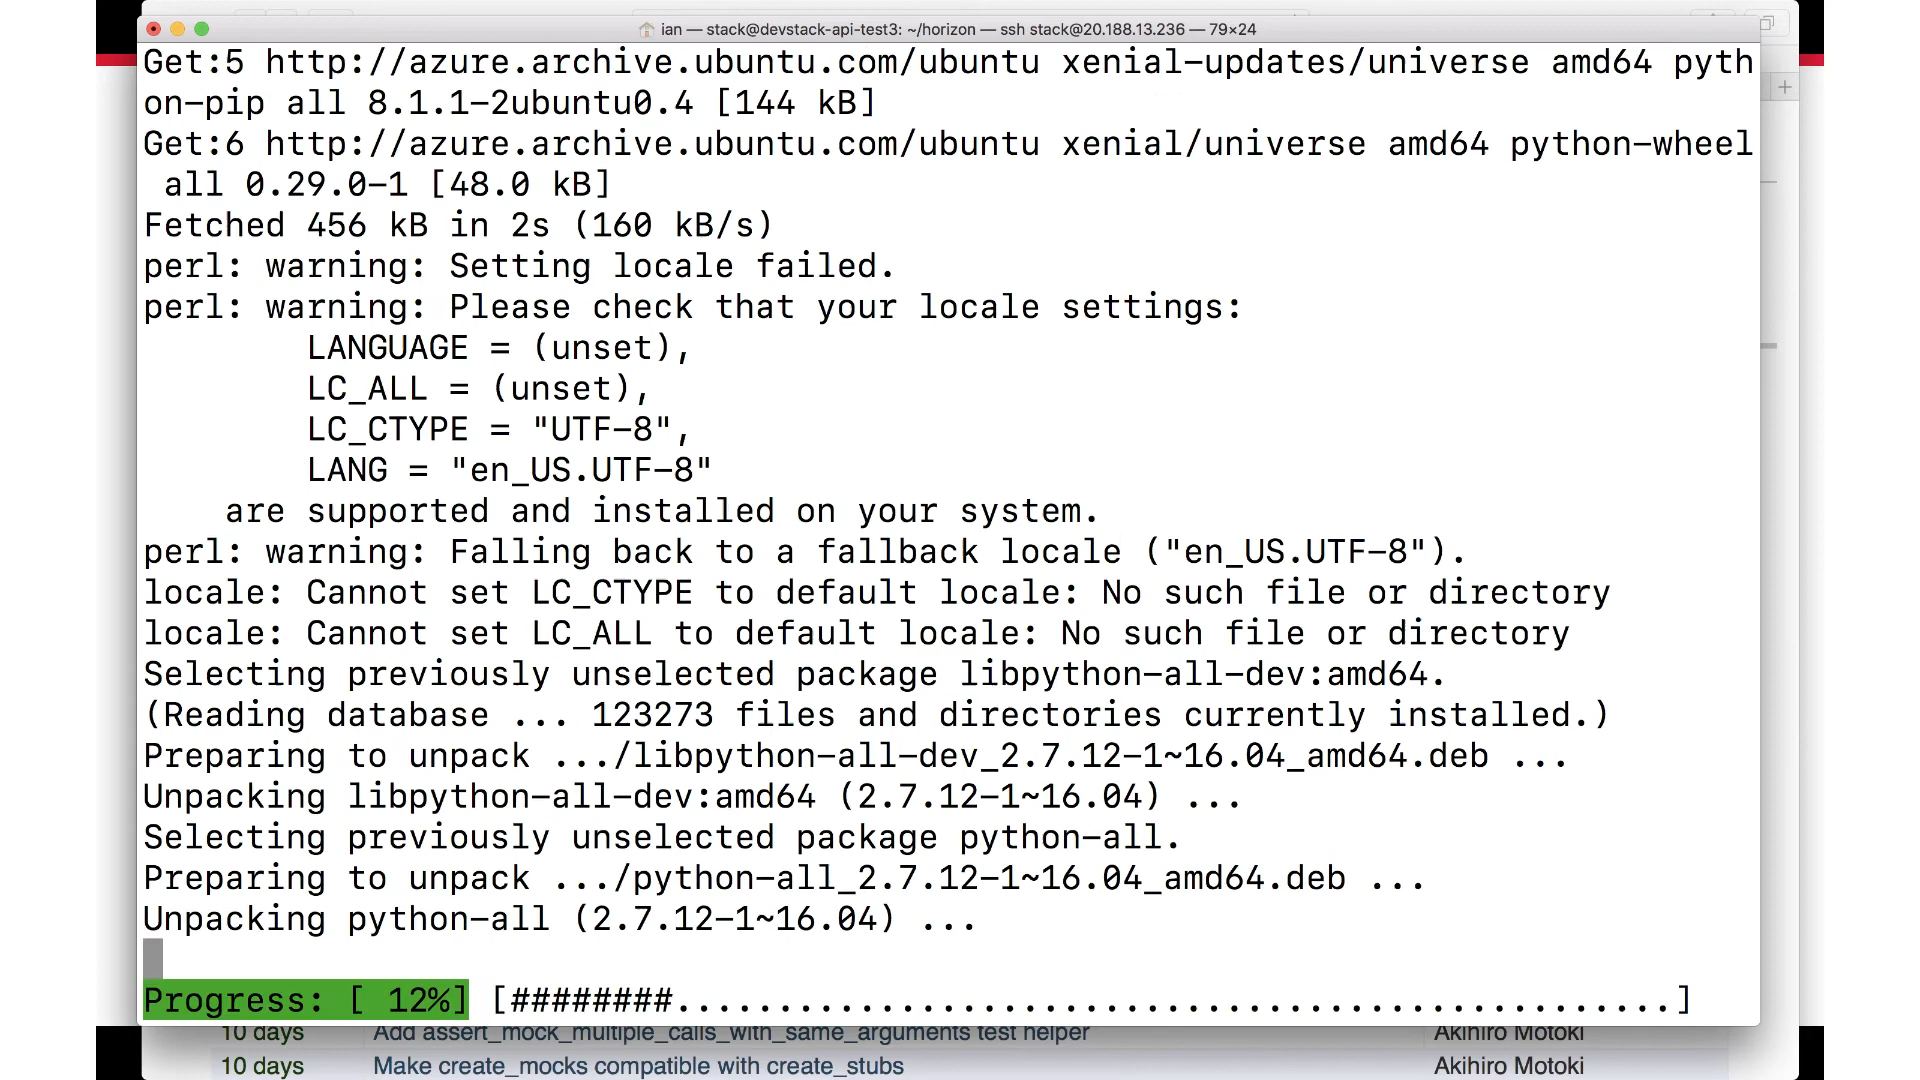 ian — stack@devstack-api-test3: ~/horizon — ssh stack@20.188.13.236 — 79×24
Get:5 http://azure.archive.ubuntu.com/ubuntu xenial-updates/universe amd64 pyth
on-pip all 8.1.1-2ubuntu0.4 [144 kB]
Get:6 http://azure.archive.ubuntu.com/ubuntu xenial/universe amd64 python-wheel
 all 0.29.0-1 [48.0 kB]
Fetched 456 kB in 2s (160 kB/s)
perl: warning: Setting locale failed.
perl: warning: Please check that your locale settings:
        LANGUAGE = (unset),
        LC_ALL = (unset),
        LC_CTYPE = "UTF-8",
        LANG = "en_US.UTF-8"
    are supported and installed on your system.
perl: warning: Falling back to a fallback locale ("en_US.UTF-8").
locale: Cannot set LC_CTYPE to default locale: No such file or directory
locale: Cannot set LC_ALL to default locale: No such file or directory
Selecting previously unselected package libpython-all-dev:amd64.
(Reading database ... 123273 files and directories currently installed.)
Preparing to unpack .../libpython-all-dev_2.7.12-1~16.04_amd64.deb ...
Unpacking libpython-all-dev:amd64 (2.7.12-1~16.04) ...
Selecting previously unselected package python-all.
Preparing to unpack .../python-all_2.7.12-1~16.04_amd64.deb ...
Unpacking python-all (2.7.12-1~16.04) ...
Progress: [ 12%] [########.................................................]
10 days Add assert_mock_multiple_calls_with_same_arguments test helper Akihiro Motoki
10 days Make create_mocks compatible with create_stubs Akihiro Motoki